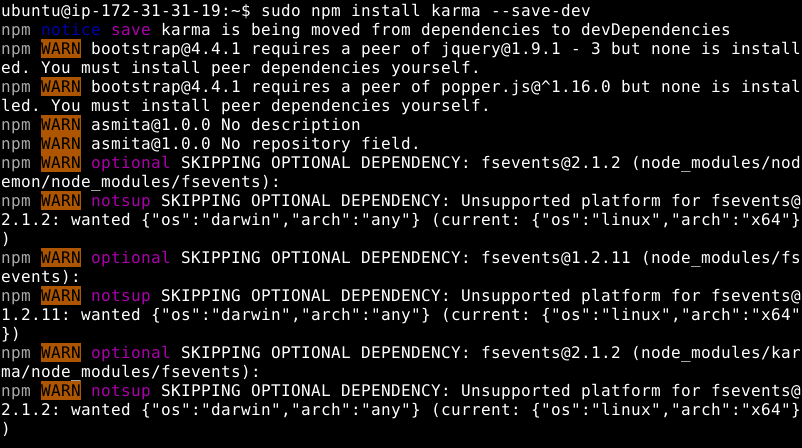 ubuntu@ip-172-31-31-19:~$ sudo npm install karma --save-dev
npm notice save karma is being moved from dependencies to devDependencies
npm WARN bootstrap@4.4.1 requires a peer of jquery@1.9.1 - 3 but none is install
ed. You must install peer dependencies yourself.
npm WARN bootstrap@4.4.1 requires a peer of popper.js@^1.16.0 but none is instal
led. You must install peer dependencies yourself.
npm WARN asmita@1.0.0 No description
npm WARN asmita@1.0.0 No repository field.
npm WARN optional SKIPPING OPTIONAL DEPENDENCY: fsevents@2.1.2 (node_modules/nod
emon/node_modules/fsevents):
npm WARN notsup SKIPPING OPTIONAL DEPENDENCY: Unsupported platform for fsevents@
2.1.2: wanted {"os":"darwin","arch":"any"} (current: {"os":"linux","arch":"x64"}
)
npm WARN optional SKIPPING OPTIONAL DEPENDENCY: fsevents@1.2.11 (node_modules/fs
events):
npm WARN notsup SKIPPING OPTIONAL DEPENDENCY: Unsupported platform for fsevents@
1.2.11: wanted {"os":"darwin","arch":"any"} (current: {"os":"linux","arch":"x64"
})
npm WARN optional SKIPPING OPTIONAL DEPENDENCY: fsevents@2.1.2 (node_modules/kar
ma/node_modules/fsevents):
npm WARN notsup SKIPPING OPTIONAL DEPENDENCY: Unsupported platform for fsevents@
2.1.2: wanted {"os":"darwin","arch":"any"} (current: {"os":"linux","arch":"x64"}
)